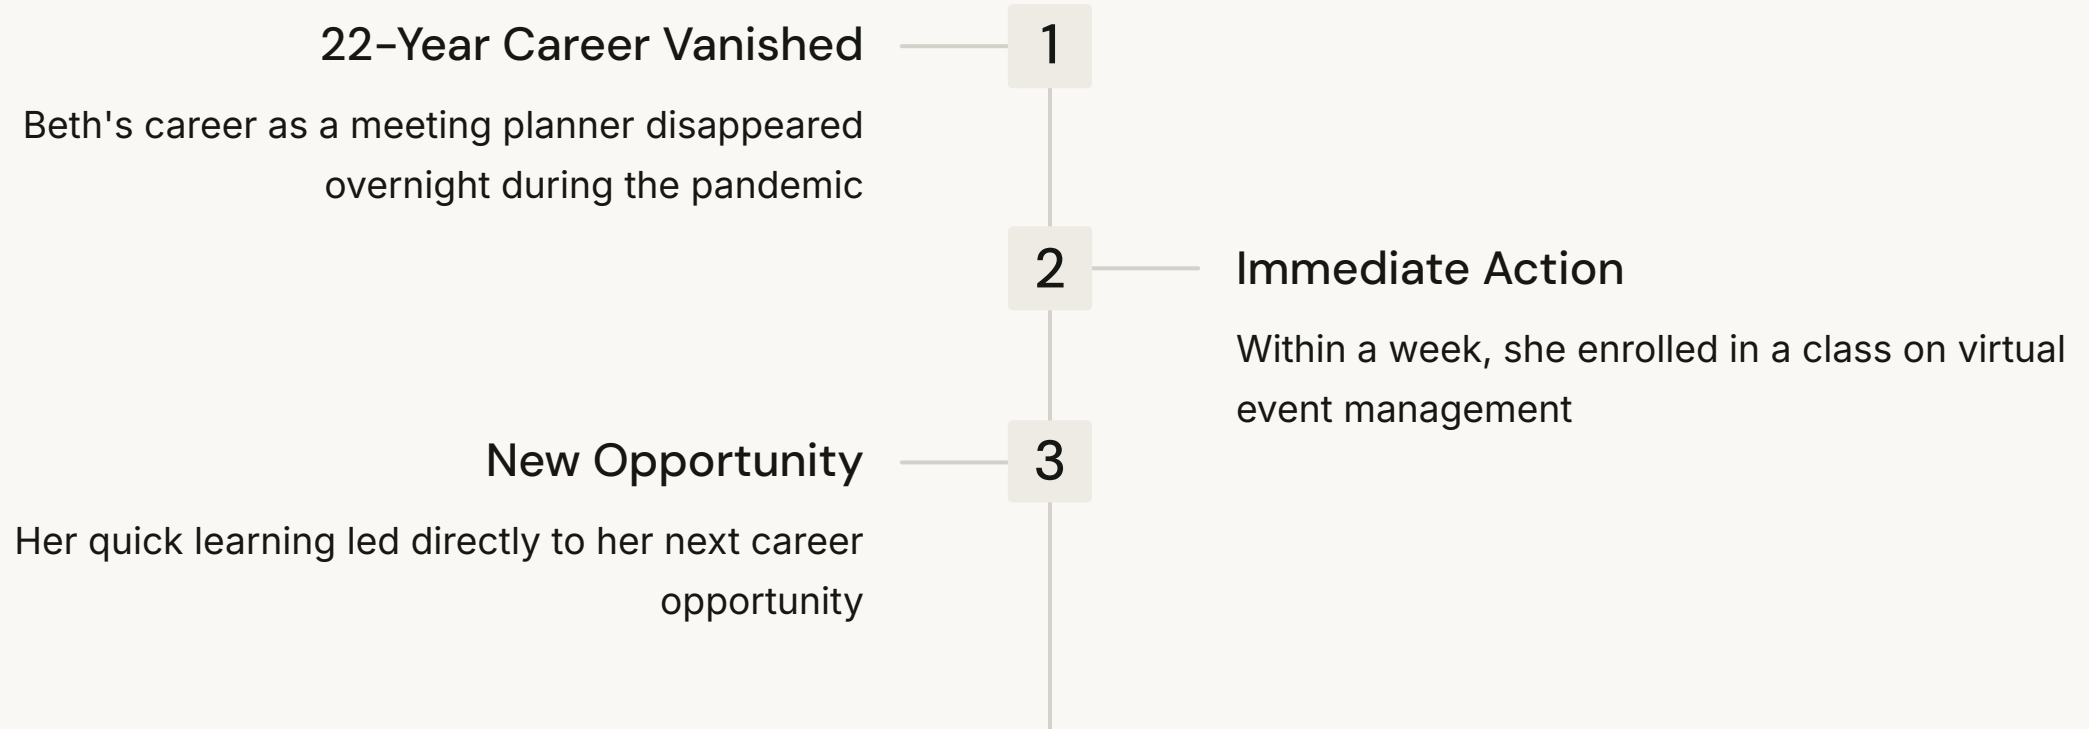 22-Year Career Vanished
1
Beth's career as a meeting planner disappeared
overnight during the pandemic
2
Immediate Action
Within a week, she enrolled in a class on virtual
event management
New Opportunity
3
Her quick learning led directly to her next career
opportunity